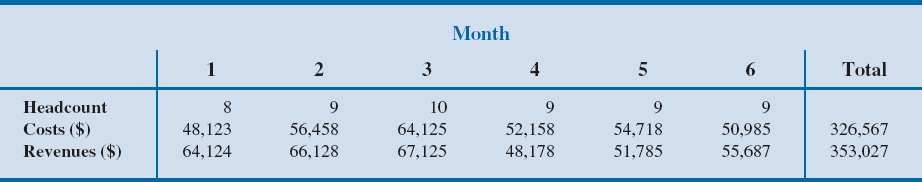 Month
1 2 3 4 5 6 Total
Headcount 8 9 10 9 9 9
Costs ($) 48,123 56,458 64,125 52,158 54,718 50,985 326,567
Revenues ($) 64,124 66,128 67,125 48,178 51,785 55,687 353,027